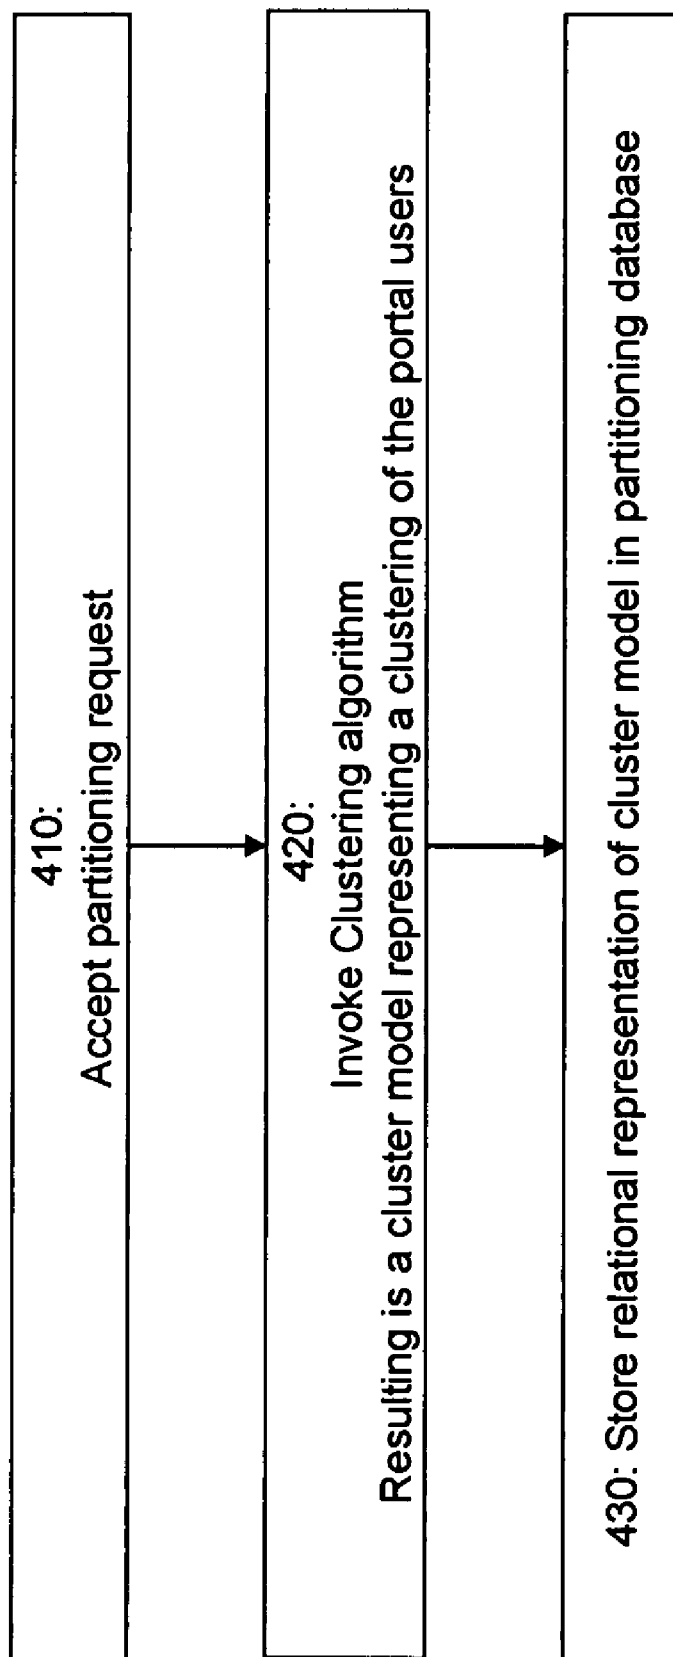 410:
Accept partitioning request
420:
Invoke Clustering algorithm
Resulting is a cluster model representing a clustering of the portal users
430: Store relational representation of cluster model in partitioning database